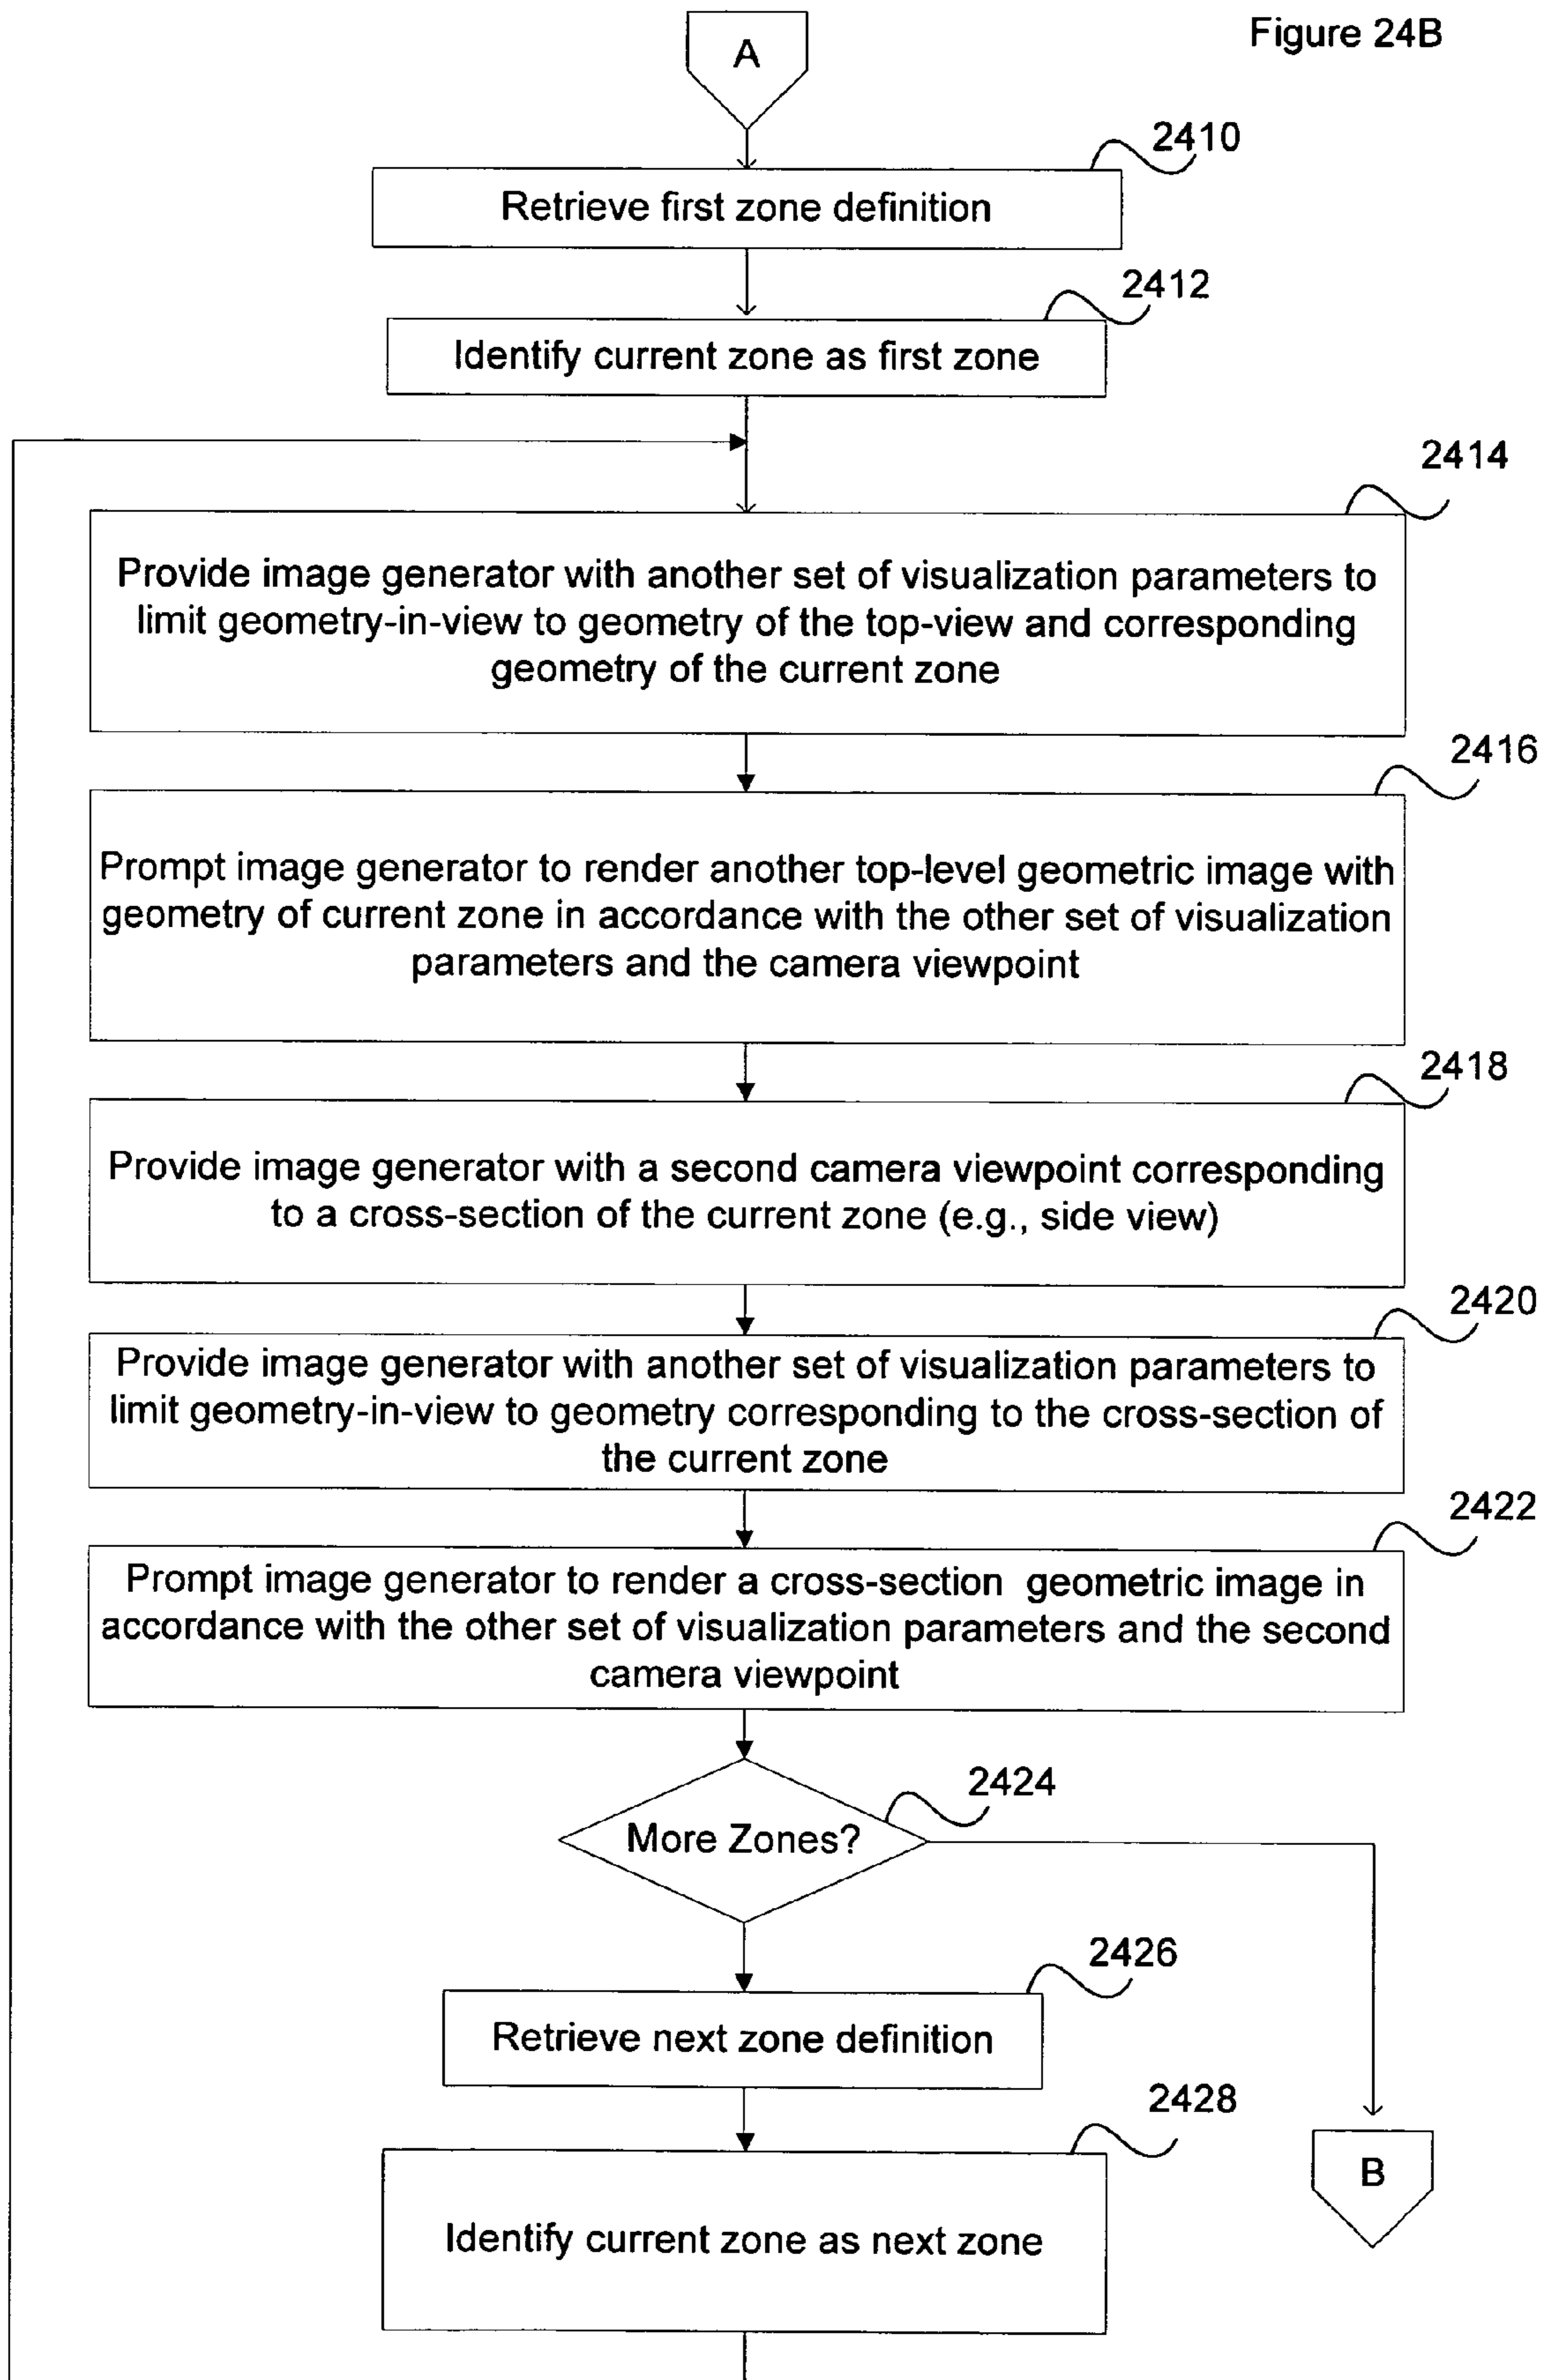 Figure 24B
A
2410
Retrieve first zone definition
2412
Identify current zone as first zone
2414
Provide image generator with another set of visualization parameters to
limit geometry-in-view to geometry of the top-view and corresponding
geometry of the current zone
2416
Prompt image generator to render another top-level geometric image with
geometry of current zone in accordance with the other set of visualization
parameters and the camera viewpoint
2418
Provide image generator with a second camera viewpoint corresponding
to a cross-section of the current zone (e.g., side view)
2420
Provide image generator with another set of visualization parameters to
limit geometry-in-view to geometry corresponding to the cross-section of
the current zone
2422
Prompt image generator to render a cross-section geometric image in
accordance with the other set of visualization parameters and the second
camera viewpoint
2424
More Zones?
2426
Retrieve next zone definition
2428
Identify current zone as next zone
B